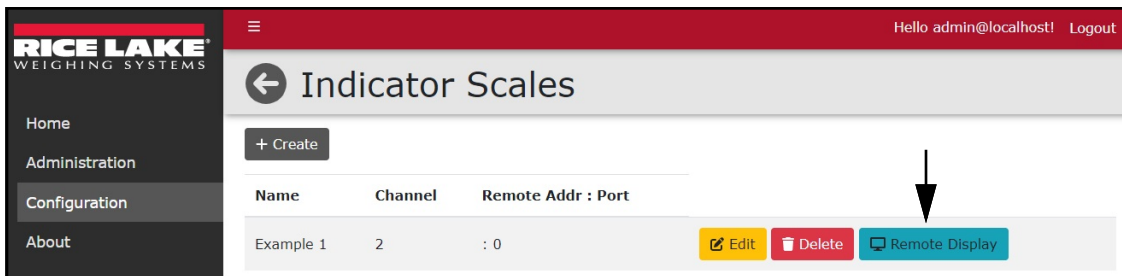 RICE LAKE®
WEIGHING SYSTEMS
Hello admin@localhost! Logout
Indicator Scales
Home
Administration
Configuration
About
+ Create
Name Channel Remote Addr : Port
Example 1 2 : 0 Edit Delete Remote Display